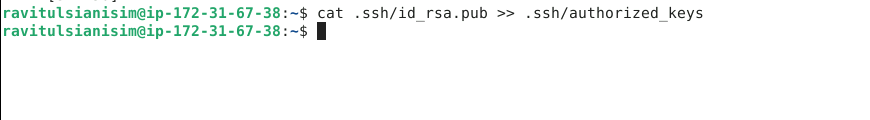 ravitulsianisim@ip-172-31-67-38:~$ cat .ssh/id_rsa.pub >> .ssh/authorized_keys
ravitulsianisim@ip-172-31-67-38:~$